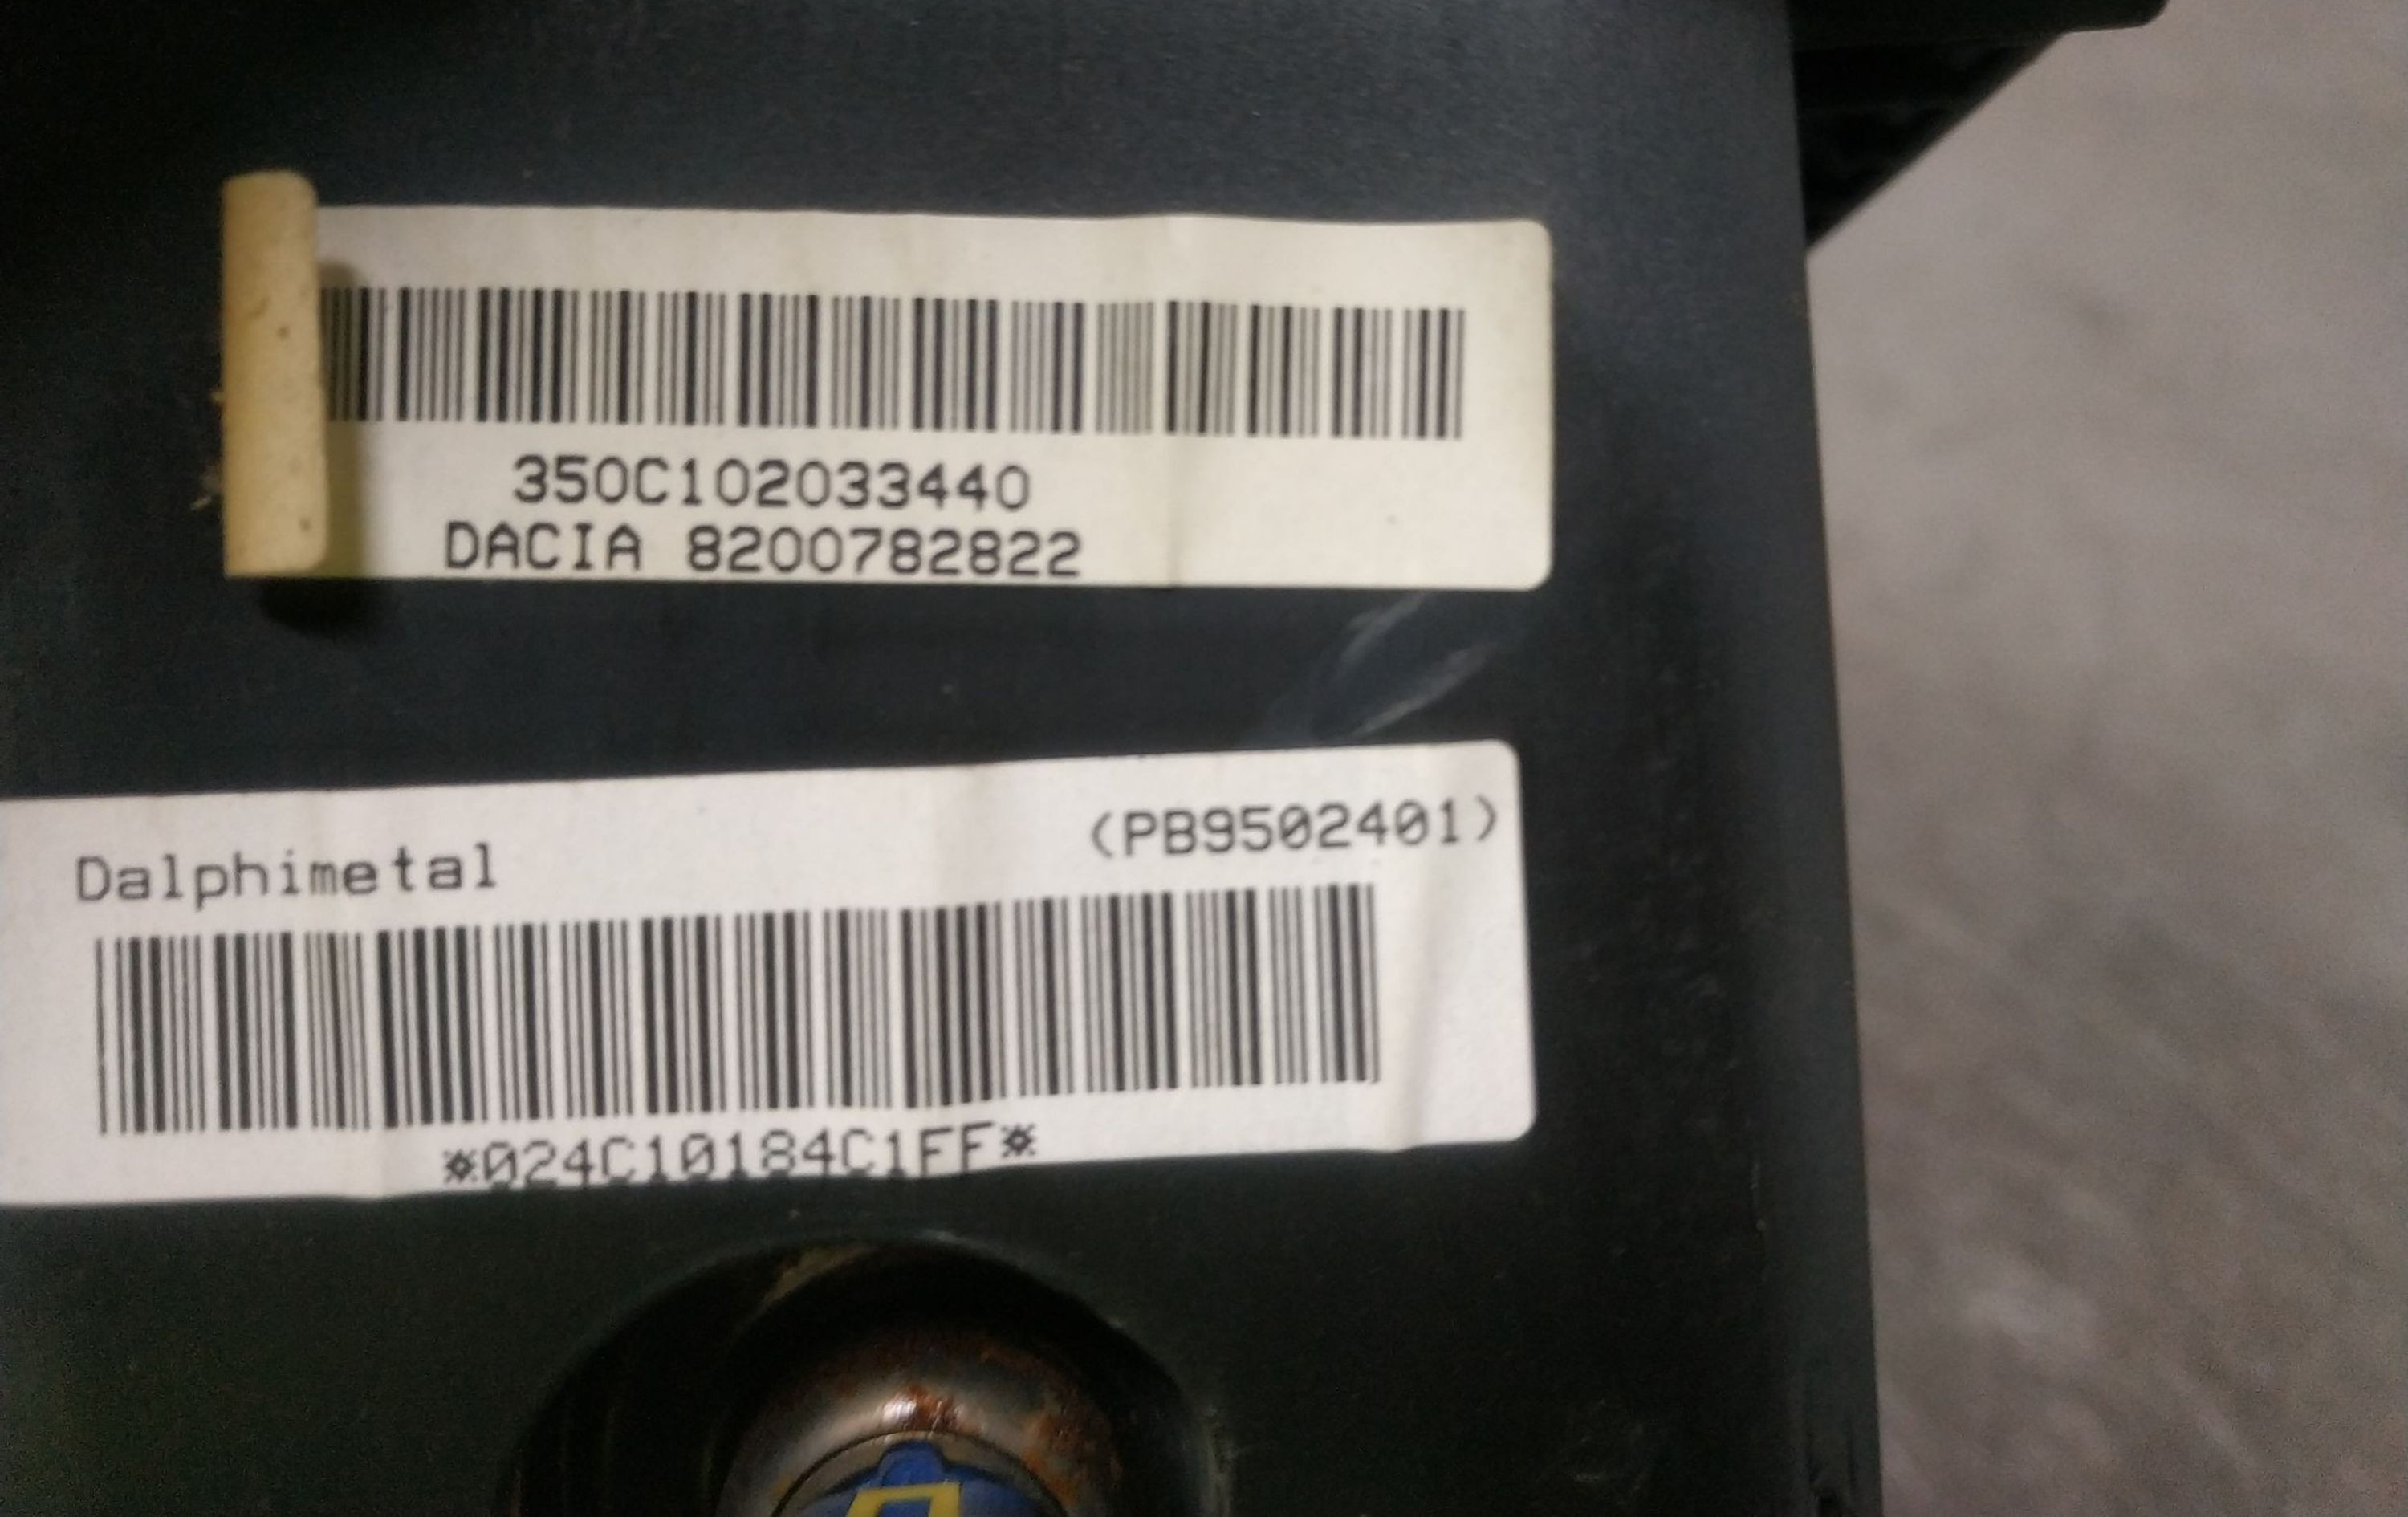 350C102033440
DACIA 8200782822
Dalphimetal
(PB9502401)
*024C10184C1FF*